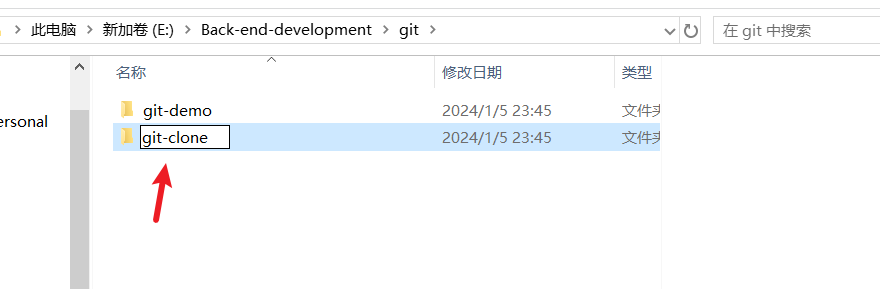 此电脑 > 新加卷 (E:) > Back-end-development > git >
在 git 中搜索
名称 修改日期 类型
ersonal
git-demo 2024/1/5 23:45 文件夹
git-clone 2024/1/5 23:45 文件夹